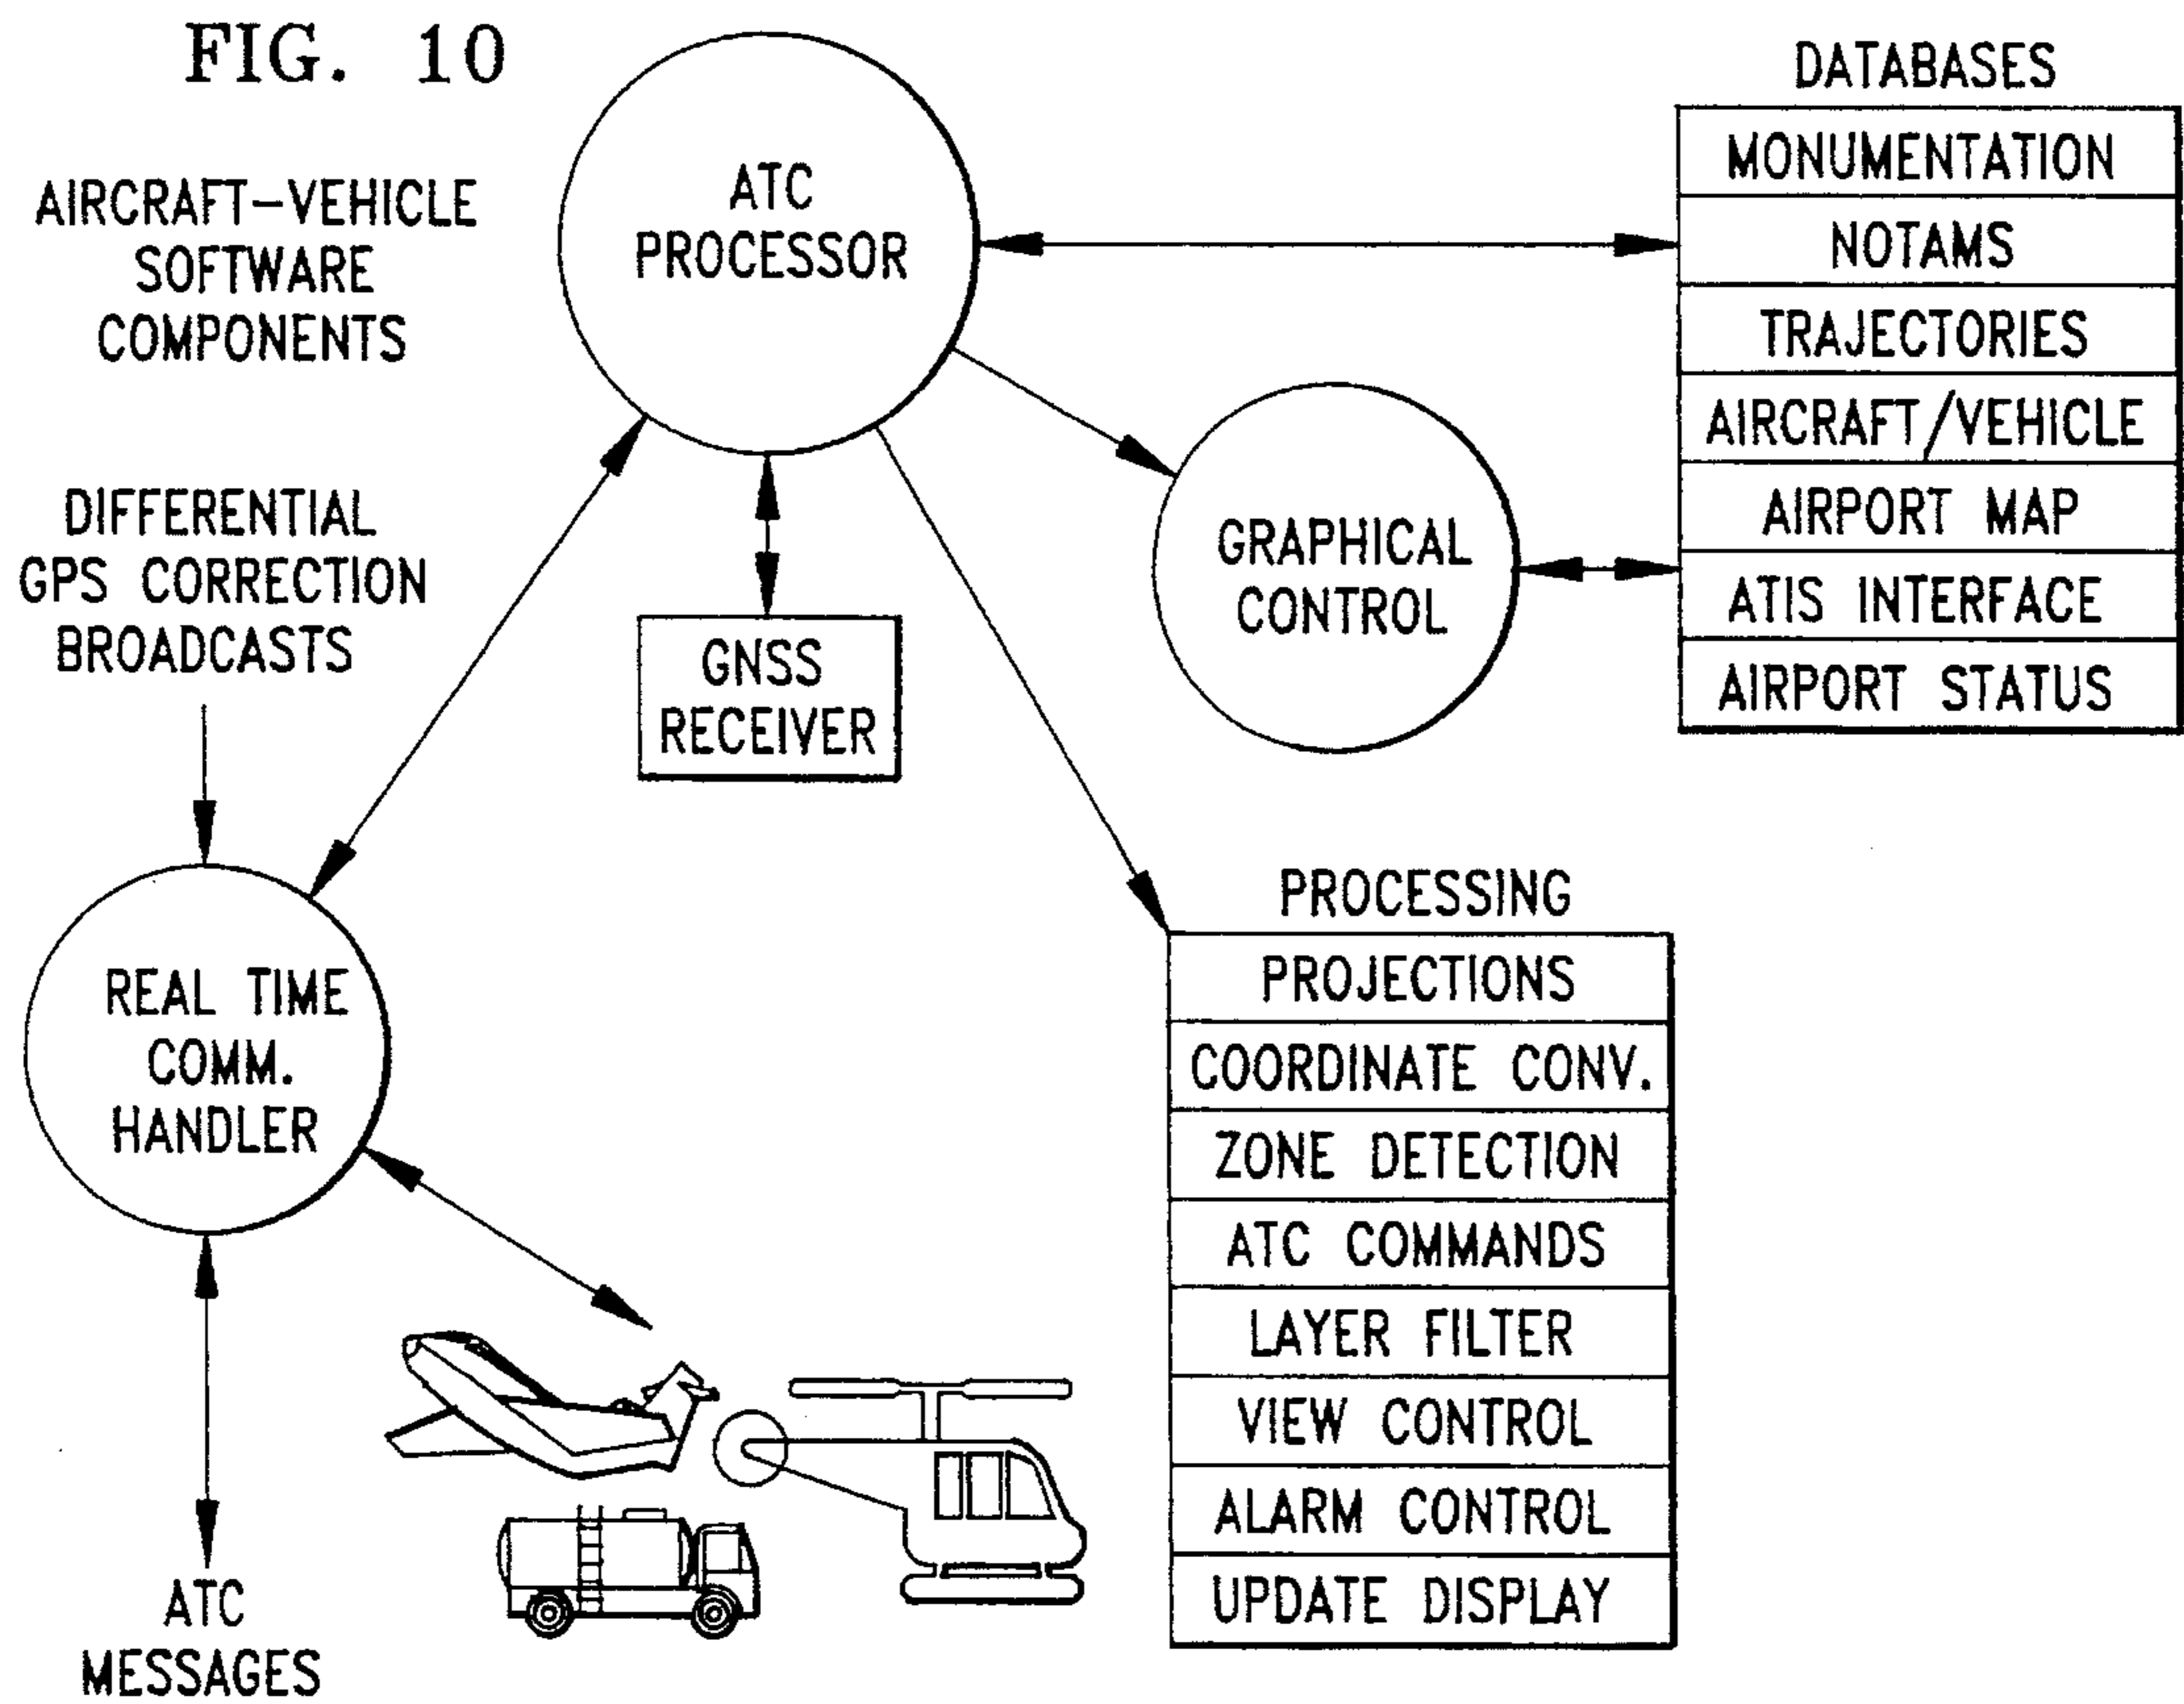 FIG. 10
AIRCRAFT-VEHICLE
SOFTWARE
COMPONENTS
ATC
PROCESSOR
DATABASES
MONUMENTATION
NOTAMS
TRAJECTORIES
AIRCRAFT/VEHICLE
AIRPORT MAP
ATIS INTERFACE
AIRPORT STATUS
DIFFERENTIAL
GPS CORRECTION
BROADCASTS
GNSS
RECEIVER
GRAPHICAL
CONTROL
REAL TIME
COMM.
HANDLER
PROCESSING
PROJECTIONS
COORDINATE CONV.
ZONE DETECTION
ATC COMMANDS
LAYER FILTER
VIEW CONTROL
ALARM CONTROL
UPDATE DISPLAY
ATC
MESSAGES